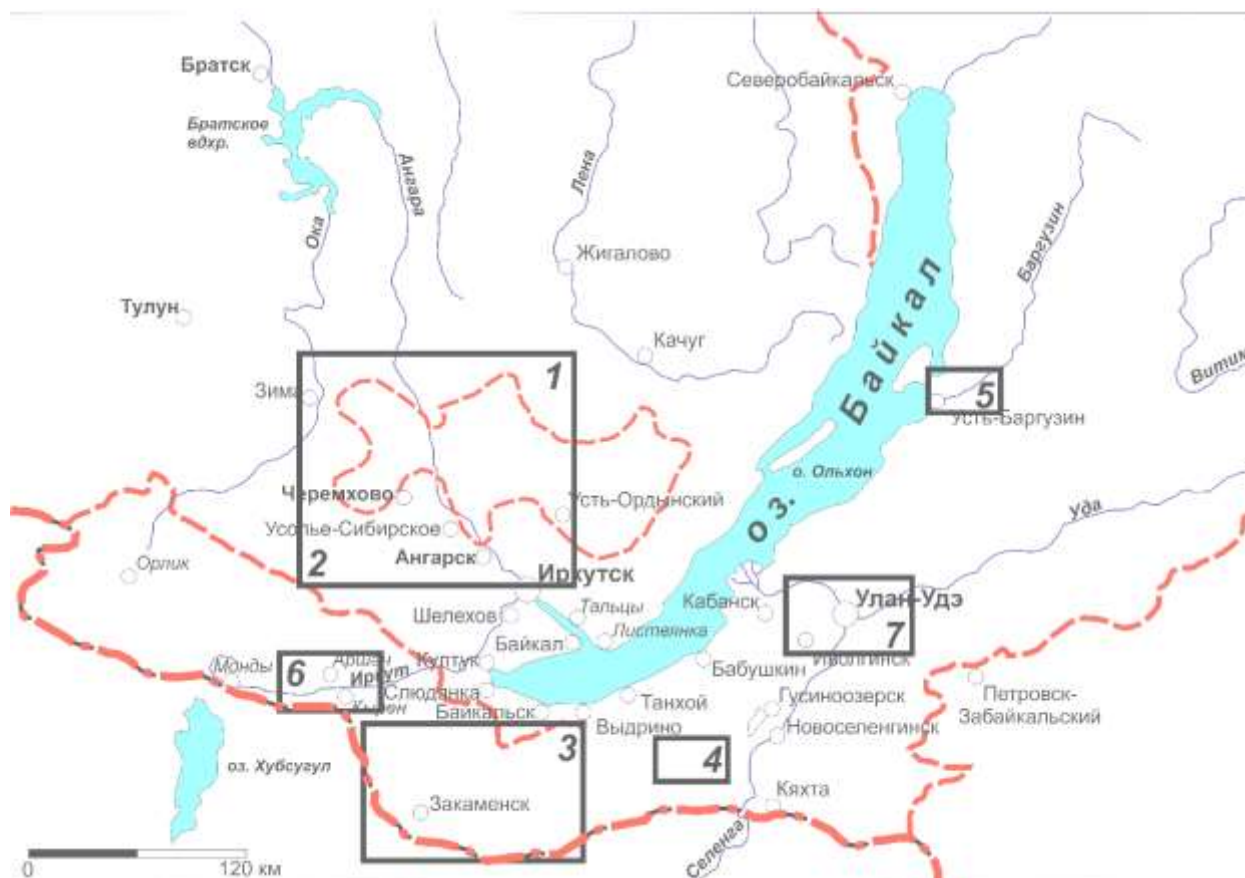 Братск
Северобайкальск
Братское
вдхр.
Ангара
Лена
Баргузин
Ока
Жигалово
Тулун
Байкал
Качуг
Витим
1
Зима
5
Усть-Баргузин
о. Ольхон
Черемхово
Усть-Ордынский
оз.
Уда
Усолье-Сибирское
Ангарск
2
Орлик
Иркутск
Улан-Удэ
Шелехов
Тальцы
Кабанск
Листвянка
7
Байкал
Иволгинск
Култук
Бабушкин
Монды
6
Аршан
Иркут
Слюдянка
Кырен
Танхой
Гусиноозерск
Петровск-
Забайкальский
Байкальск
Выдрино
Новоселенгинск
3
4
оз. Хубсугул
Закаменск
Кяхта
Селенга
0
120 км